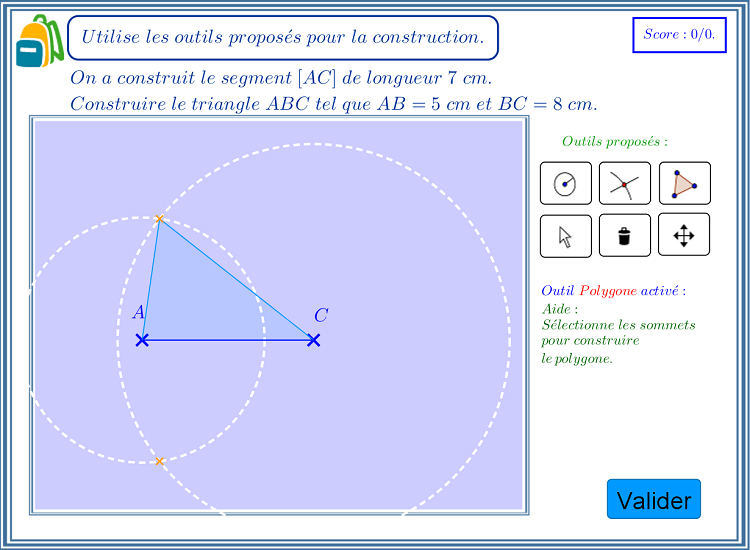 Utilise les outils proposés pour la construction.
Score : 0/0.
On a construit le segment [AC] de longueur 7 cm.
Construire le triangle ABC tel que AB = 5 cm et BC = 8 cm.
Outils proposés :
A
C
Outil Polygone activé :
Aide :
Sélectionne les sommets
pour construire
le polygone.
Valider